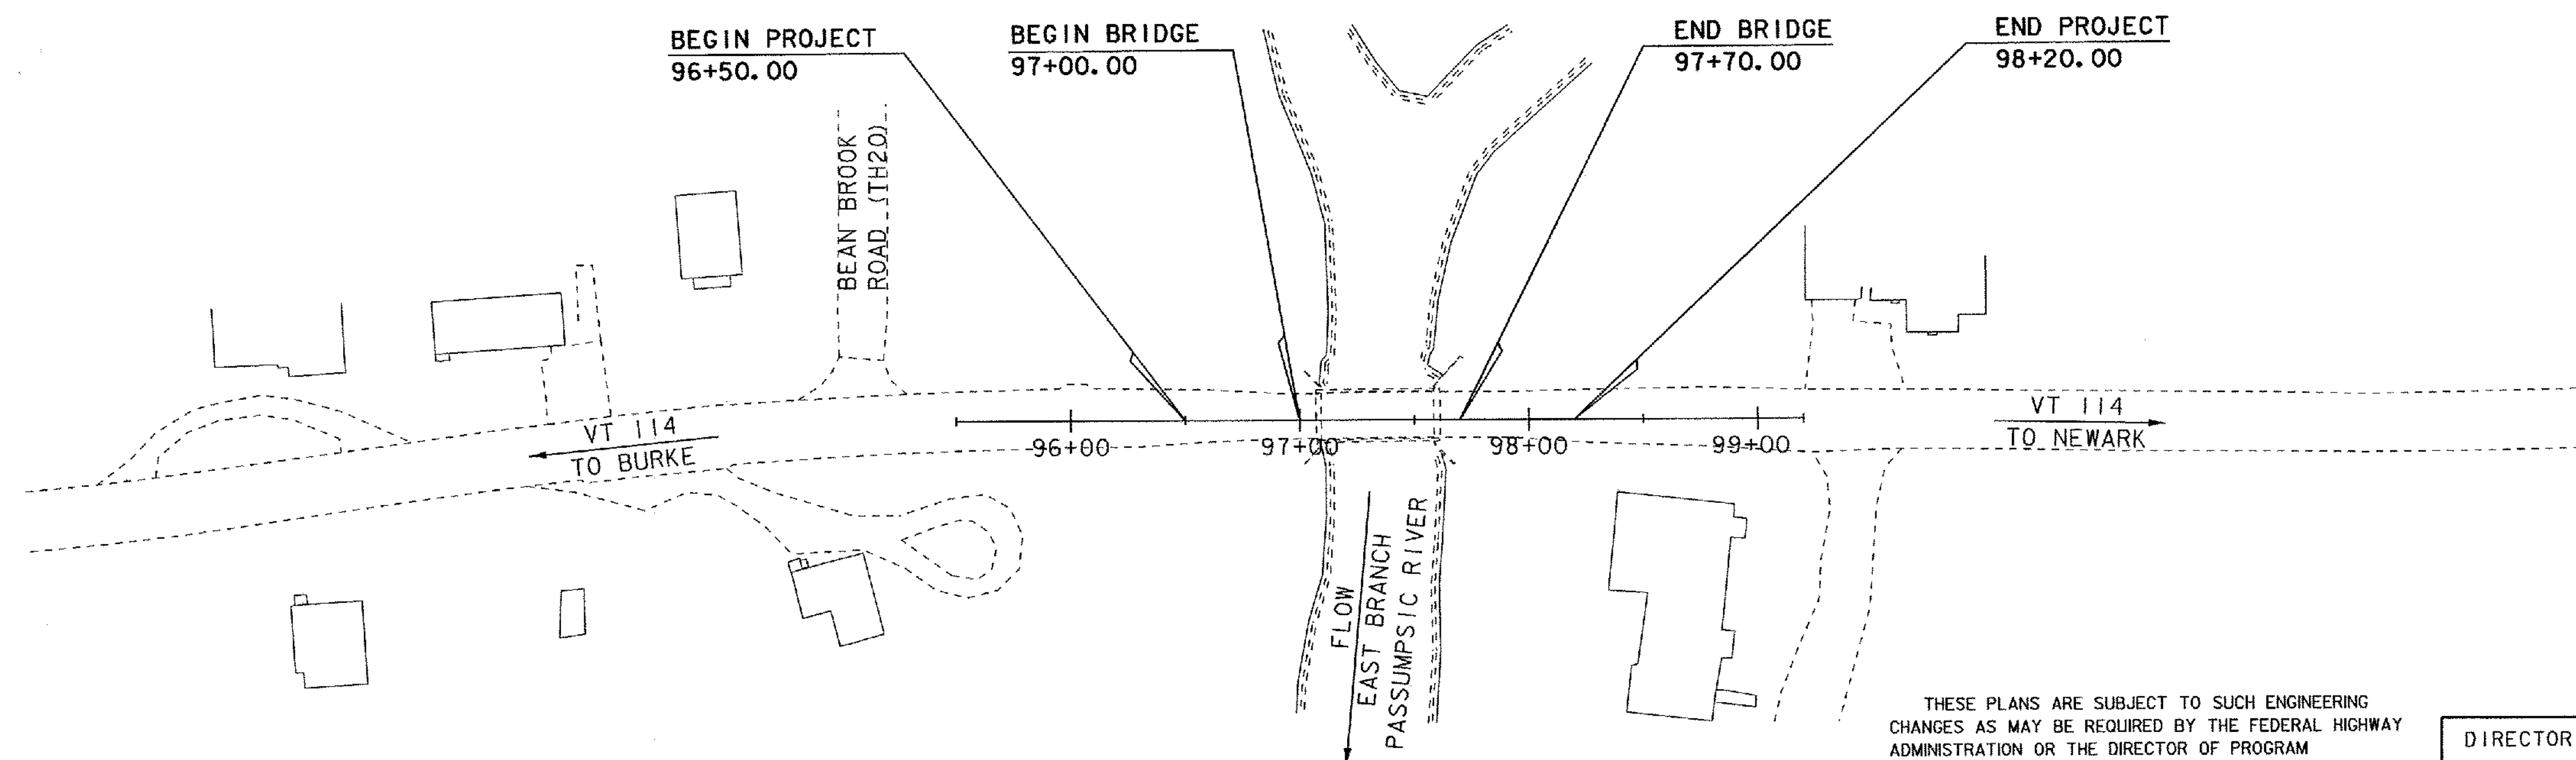 BEGIN PROJECT
96+50.00
BEGIN BRIDGE
97+00.00
END BRIDGE
97+70.00
END PROJECT
98+20.00
BEAN BROOK
ROAD (TH20)
VT 114
TO BURKE
96+00
97+00
98+00
99+00
VT 114
TO NEWARK
FLOW
EAST BRANCH
PASSUMPSIC RIVER
THESE PLANS ARE SUBJECT TO SUCH ENGINEERING
CHANGES AS MAY BE REQUIRED BY THE FEDERAL HIGHWAY
ADMINISTRATION OR THE DIRECTOR OF PROGRAM
DIRECTOR